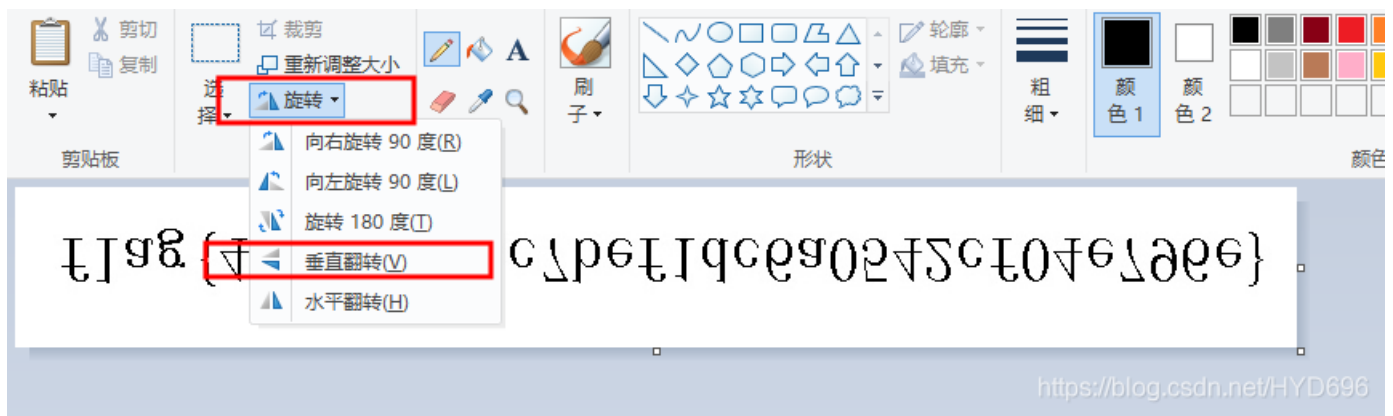 剪切
复制
粘贴
剪贴板
选择
裁剪
重新调整大小
旋转
向右旋转 90 度(R)
向左旋转 90 度(L)
旋转 180 度(T)
垂直翻转(V)
水平翻转(H)
A
刷子
轮廓
填充
形状
粗细
颜色 1
颜色 2
颜色
flag{4 c7bef1dc6a0542cf04e796e}
https://blog.csdn.net/HYD696